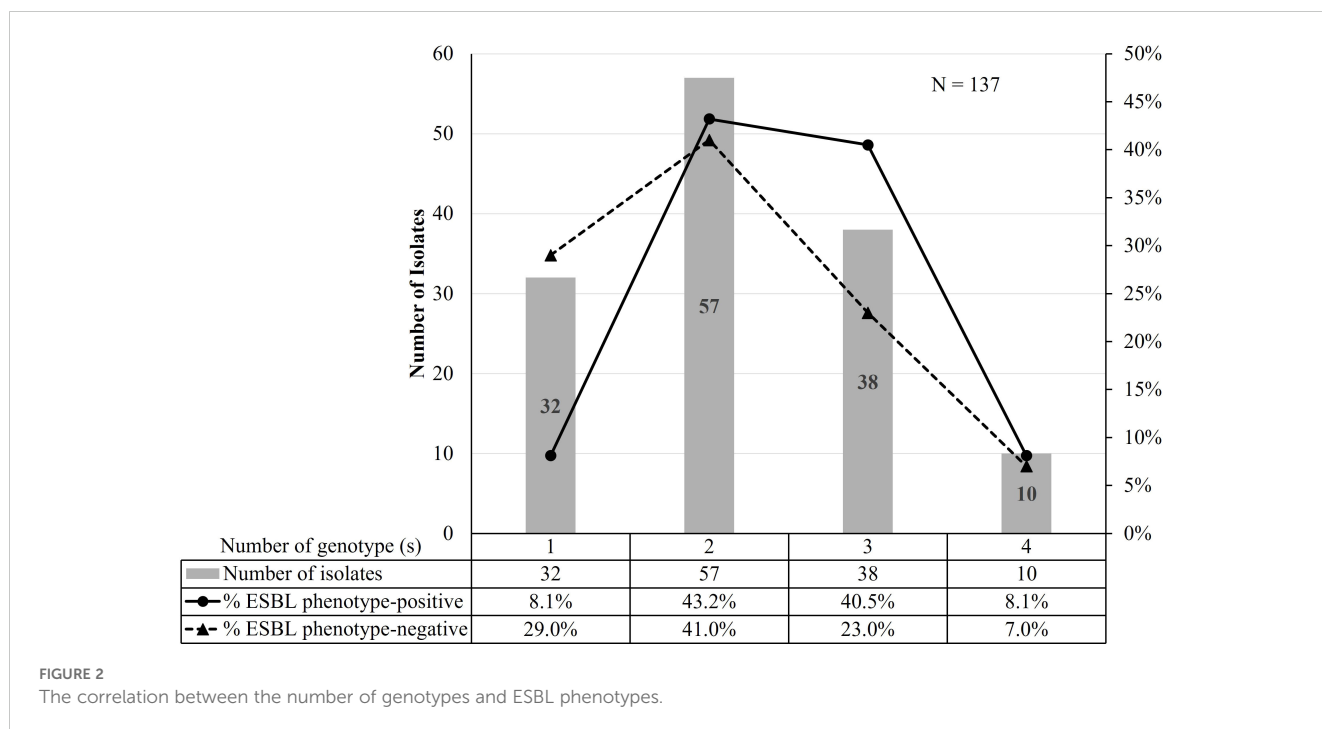 60
50
40
30
20
10
0
Number of Isolates
50%
45%
40%
35%
30%
25%
20%
15%
10%
5%
0%
N = 137
32
57
38
10
Number of genotype (s) 1 2 3 4
Number of isolates 32 57 38 10
% ESBL phenotype-positive 8.1% 43.2% 40.5% 8.1%
% ESBL phenotype-negative 29.0% 41.0% 23.0% 7.0%
FIGURE 2
The correlation between the number of genotypes and ESBL phenotypes.